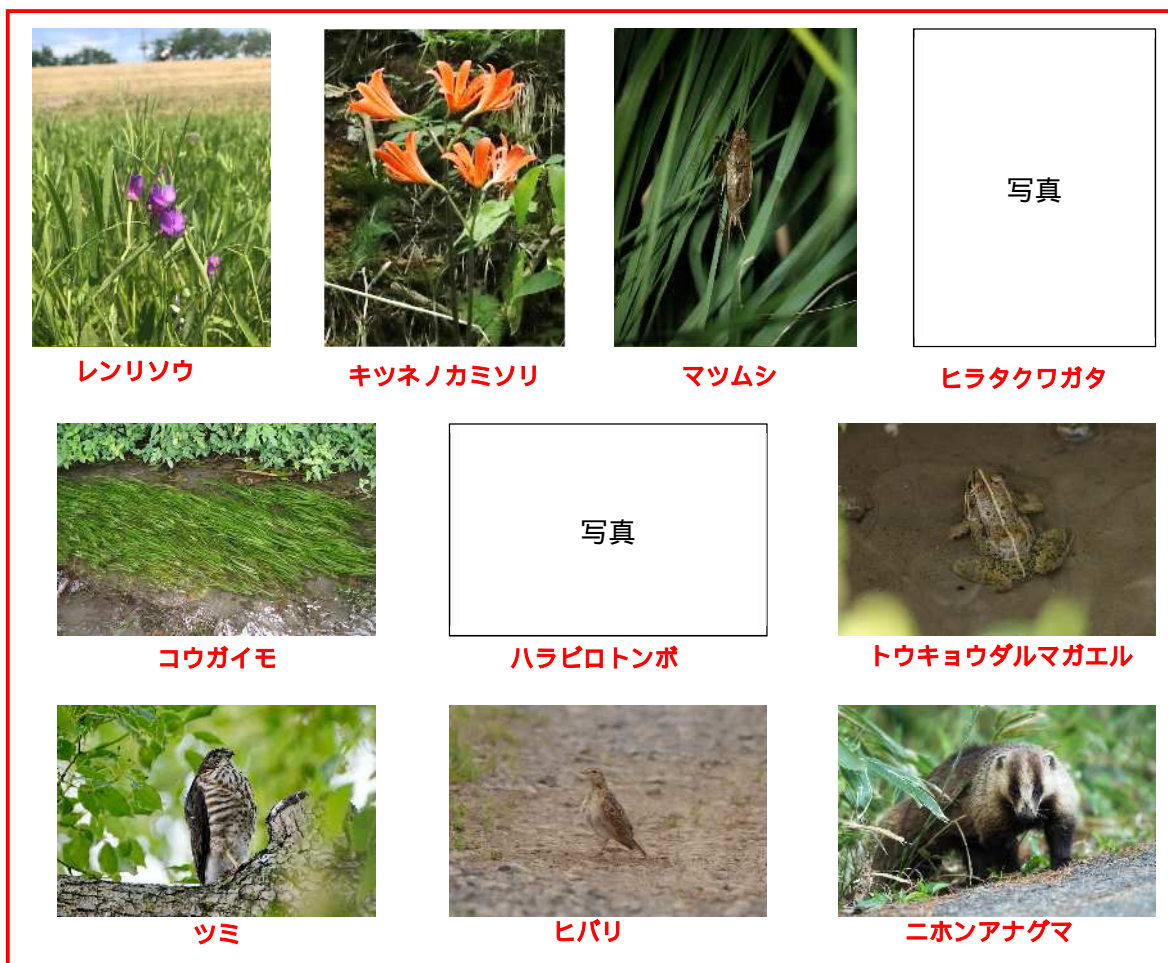 写真
レンリソウ
キツネノカミソリ
マツムシ
ヒラタクワガタ
写真
コウガイモ
ハラビロトンボ
トウキョウダルマガエル
ツミ
ヒバリ
ニホンアナグマ